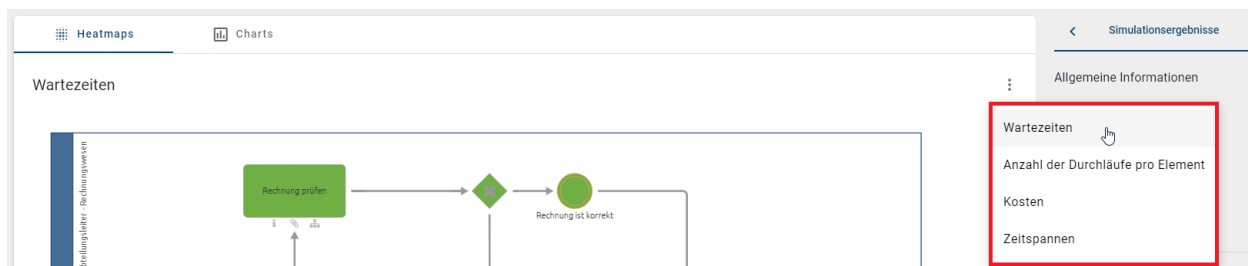 Heatmaps
Charts
Simulationsergebnisse
Wartezeiten
Allgemeine Informationen
Wartezeiten
Anzahl der Durchläufe pro Element
Kosten
Zeitspannen
- Rechnungswesen
Rechnung prüfen
Rechnung ist korrekt